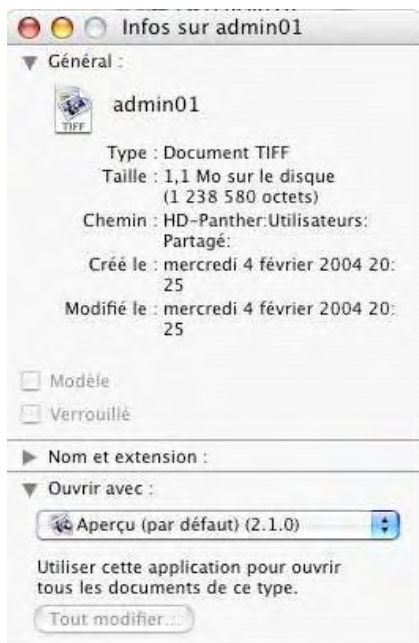 Infos sur admin01
Général :
TIFF
admin01
Type : Document TIFF
Taille : 1,1 Mo sur le disque
(1 238 580 octets)
Chemin : HD-Panther:Utilisateurs:
Partagé:
Créé le : mercredi 4 février 2004 20:
25
Modifié le : mercredi 4 février 2004 20:
25
Modèle
Verrouillé
Nom et extension :
Ouvrir avec :
Aperçu (par défaut) (2.1.0)
Utiliser cette application pour ouvrir
tous les documents de ce type.
Tout modifier...